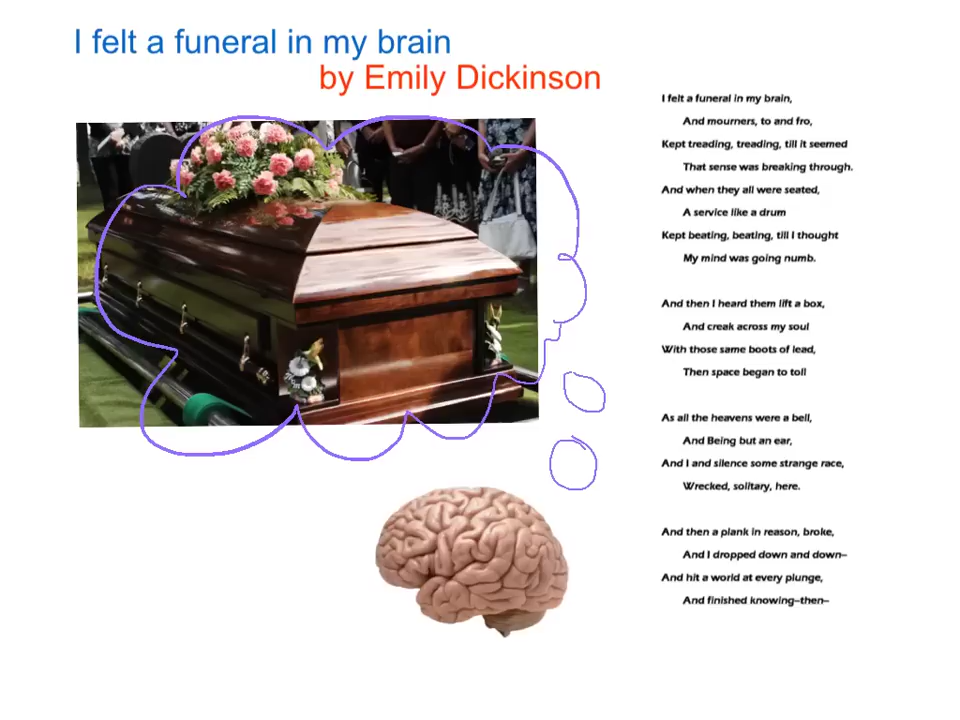 I felt a funeral in my brain
by Emily Dickinson
I felt a funeral in my brain,
And mourners, to and fro,
Kept treading, treading, till it seemed
That sense was breaking through.
And when they all were seated,
A service like a drum
Kept beating, beating, till I thought
My mind was going numb.
And then I heard them lift a box,
And creak across my soul
With those same boots of lead,
Then space began to toll
As all the heavens were a bell,
And Being but an ear,
And I and silence some strange race,
Wrecked, solitary, here.
And then a plank in reason, broke,
And I dropped down and down–
And hit a world at every plunge,
And finished knowing–then–